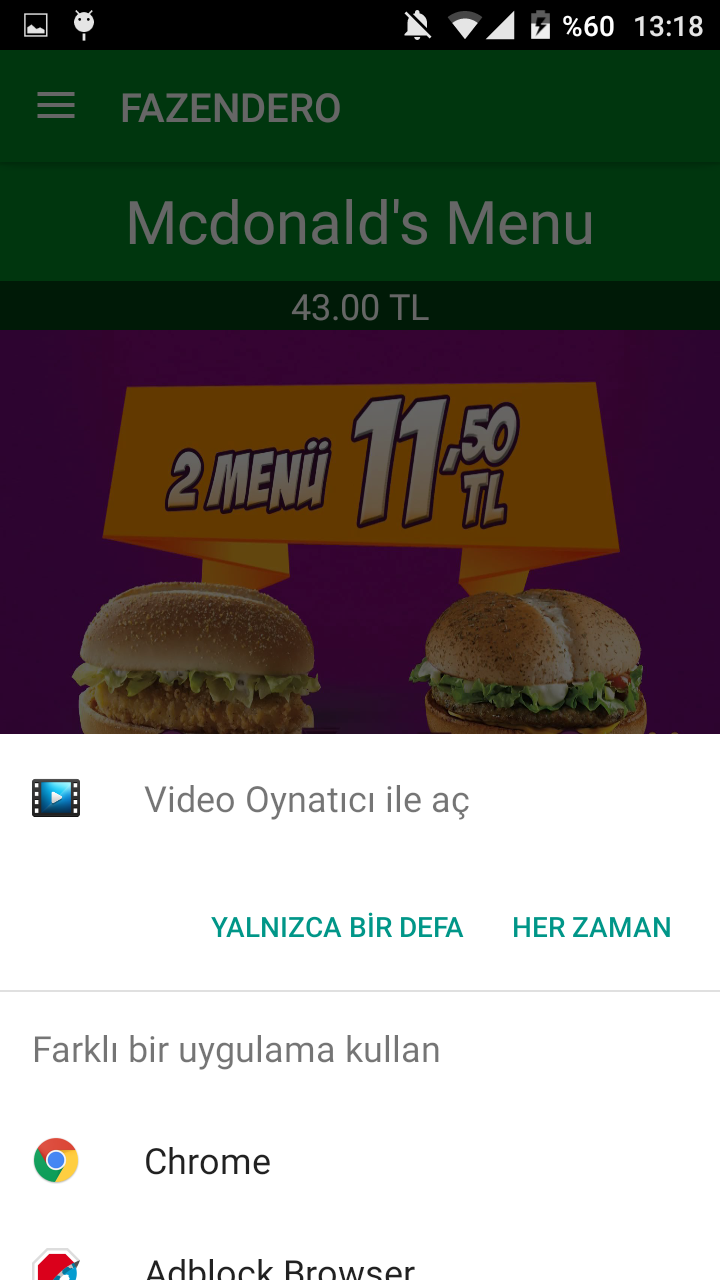 %60 13:18
FAZENDERO
Mcdonald's Menu
43.00 TL
2 MENÜ 11,50 TL
Video Oynatıcı ile aç
YALNIZCA BİR DEFA HER ZAMAN
Farklı bir uygulama kullan
Chrome
Adblock Browser